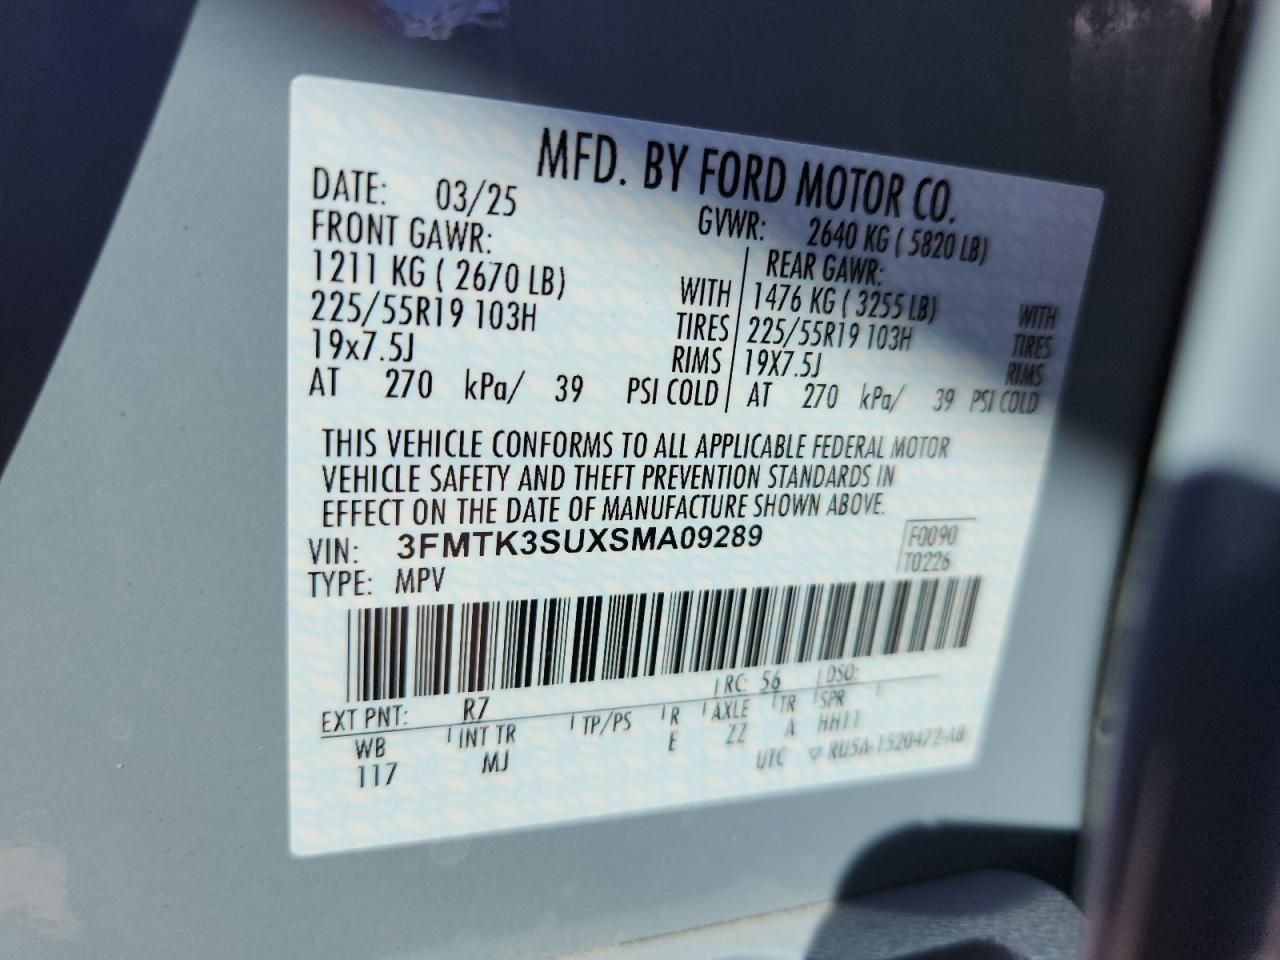 MFD. BY FORD MOTOR CO.
DATE: 03/25 GVWR: 2640 KG ( 5820 LB)
FRONT GAWR: REAR GAWR:
1211 KG ( 2670 LB) WITH 1476 KG ( 3255 LB) WITH
225/55R19 103H TIRES 225/55R19 103H TIRES
19x7.5J RIMS 19X7.5J RIMS
AT 270 kPa/ 39 PSI COLD AT 270 kPa/ 39 PSI COLD
THIS VEHICLE CONFORMS TO ALL APPLICABLE FEDERAL MOTOR
VEHICLE SAFETY AND THEFT PREVENTION STANDARDS IN
EFFECT ON THE DATE OF MANUFACTURE SHOWN ABOVE.
VIN: 3FMTK3SUXSMA09289 F0090
TYPE: MPV T0226
EXT PNT: R7 RC: 56 DSO:
WB INT TR TP/PS R AXLE TR SPR
117 MJ E ZZ A HH11
UTC ▽ RU5A-1520472-AB